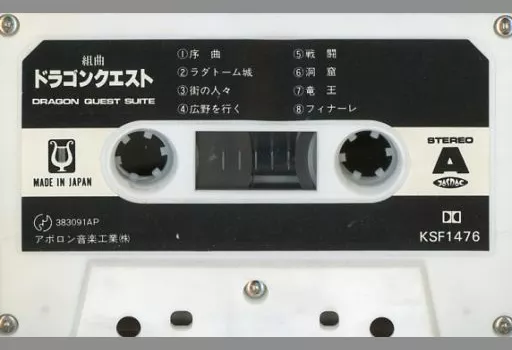 組曲
ドラゴンクエスト
DRAGON QUEST SUITE
①序 曲
②ラダトーム城
③街の人々
④広野を行く
⑤戦 闘
⑥洞 窟
⑦竜 王
⑧フィナーレ
MADE IN JAPAN
STEREO
A
JASRAC
383091AP
アポロン音楽工業㈱
KSF1476